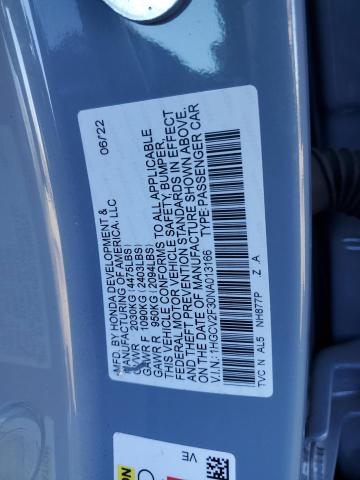 MFD. BY HONDA DEVELOPMENT &
MANUFACTURING OF AMERICA, LLC 06/22
GVWR 2030KG (4475LBS)
GAWR F 1090KG (2403LBS)
GAWR R 950KG (2094LBS)
THIS VEHICLE CONFORMS TO ALL APPLICABLE
FEDERAL MOTOR VEHICLE SAFETY, BUMPER,
AND THEFT PREVENTION STANDARDS IN EFFECT
ON THE DATE OF MANUFACTURE SHOWN ABOVE.
VIN: 1HGCV2F30NA013166 TYPE: PASSENGER CAR
TVC N AL5 NH877P Z A
VE